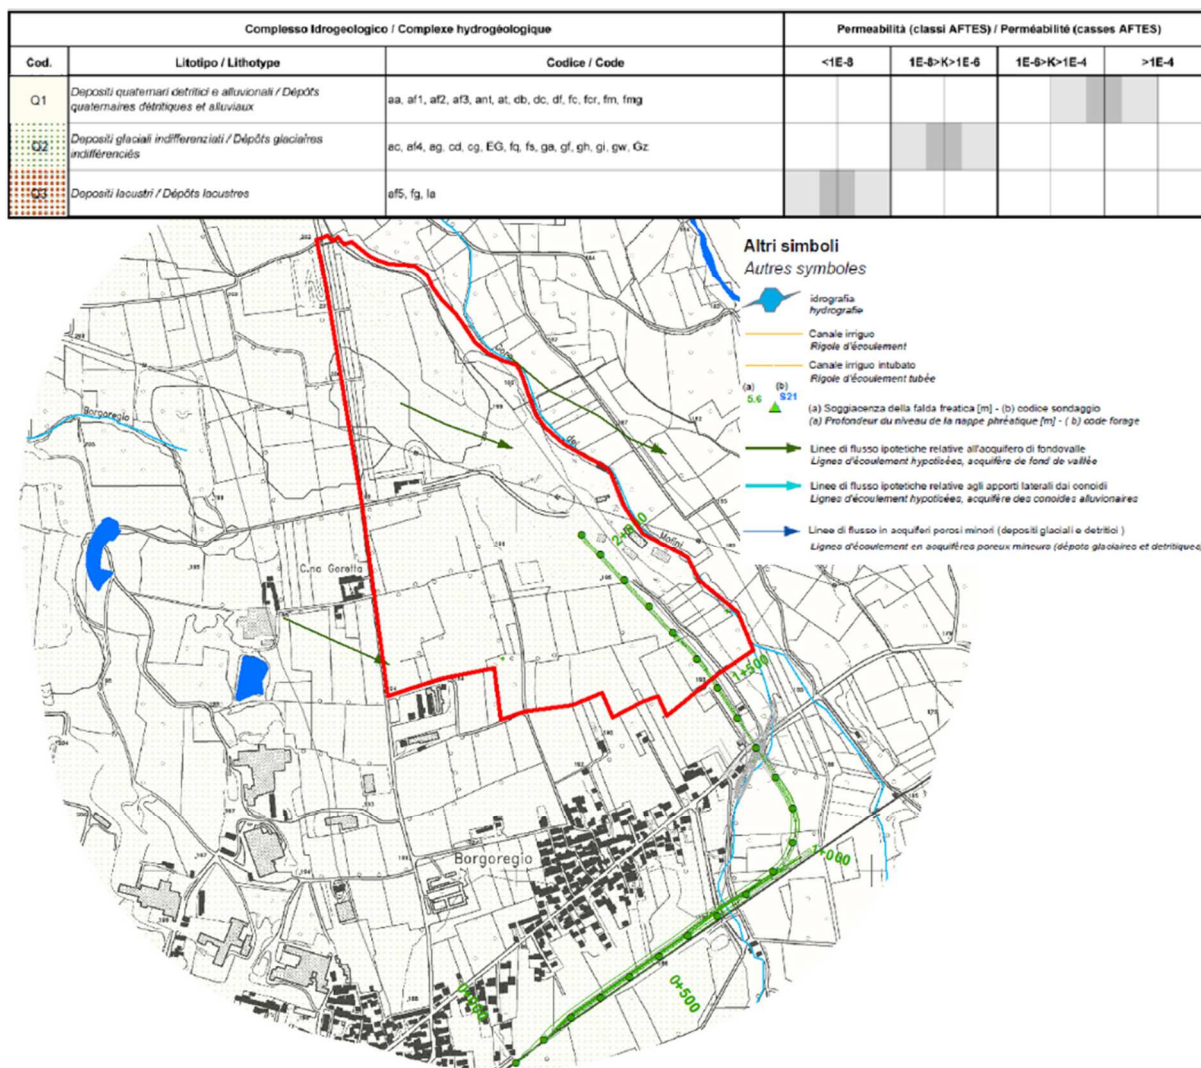 Complesso Idrogeologico / Complexe hydrogéologique
Permeabilità (classi AFTES) / Perméabilité (casses AFTES)
Cod.
Litotipo / Lithotype
Codice / Code
<1E-8
1E-8>K>1E-6
1E-6>K>1E-4
>1E-4
Q1
Depositi quaternari detritici e alluvionali / Dépôts
quaternaires détritiques et alluviaux
aa, af1, af2, af3, ant, at, db, dc, df, fc, fcr, fm, fmg
Q2
Depositi glaciali indifferenziati / Dépôts glaciaires
indifférenciés
ac, af4, ag, cd, cg, EG, fq, fs, ga, gf, gh, gi, gw, Gz
Q3
Depositi lacustri / Dépôts lacustres
af5, fg, la
Altri simboli
Autres symboles
idrografia
hydrografie
Canale irriguo
Rigole d'écoulement
Canale irriguo intubato
Rigole d'écoulement tubée
(a) (b)
5.6 S21
(a) Soggiacenza della falda freatica [m] - (b) codice sondaggio
(a) Profondeur du niveau de la nappe phréatique [m] - ( b) code forage
Linee di flusso ipotetiche relative all'acquifero di fondovalle
Lignes d'écoulement hypotisées, acquifère de fond de vallée
Linee di flusso ipotetiche relative agli apporti laterali dai conoidi
Lignes d'écoulement hypotisées, acquifère des conoides alluvionaires
Linee di flusso in acquiferi porosi minori (depositi glaciali e detritici )
Lignes d'écoulement en acquifères poreux mineurs (dépots glaciaires et detritiques)
Borgoregio
dei
Molini
C.na Goretta
1+500
1+000
Borgoregio
0+500
0+000